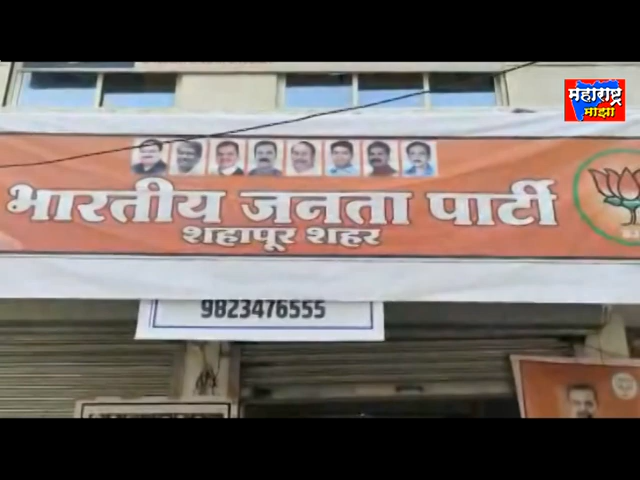 महाराष्ट्र
माझा
भारतीय जनता पार्टी
शहापूर शहर
9823476555